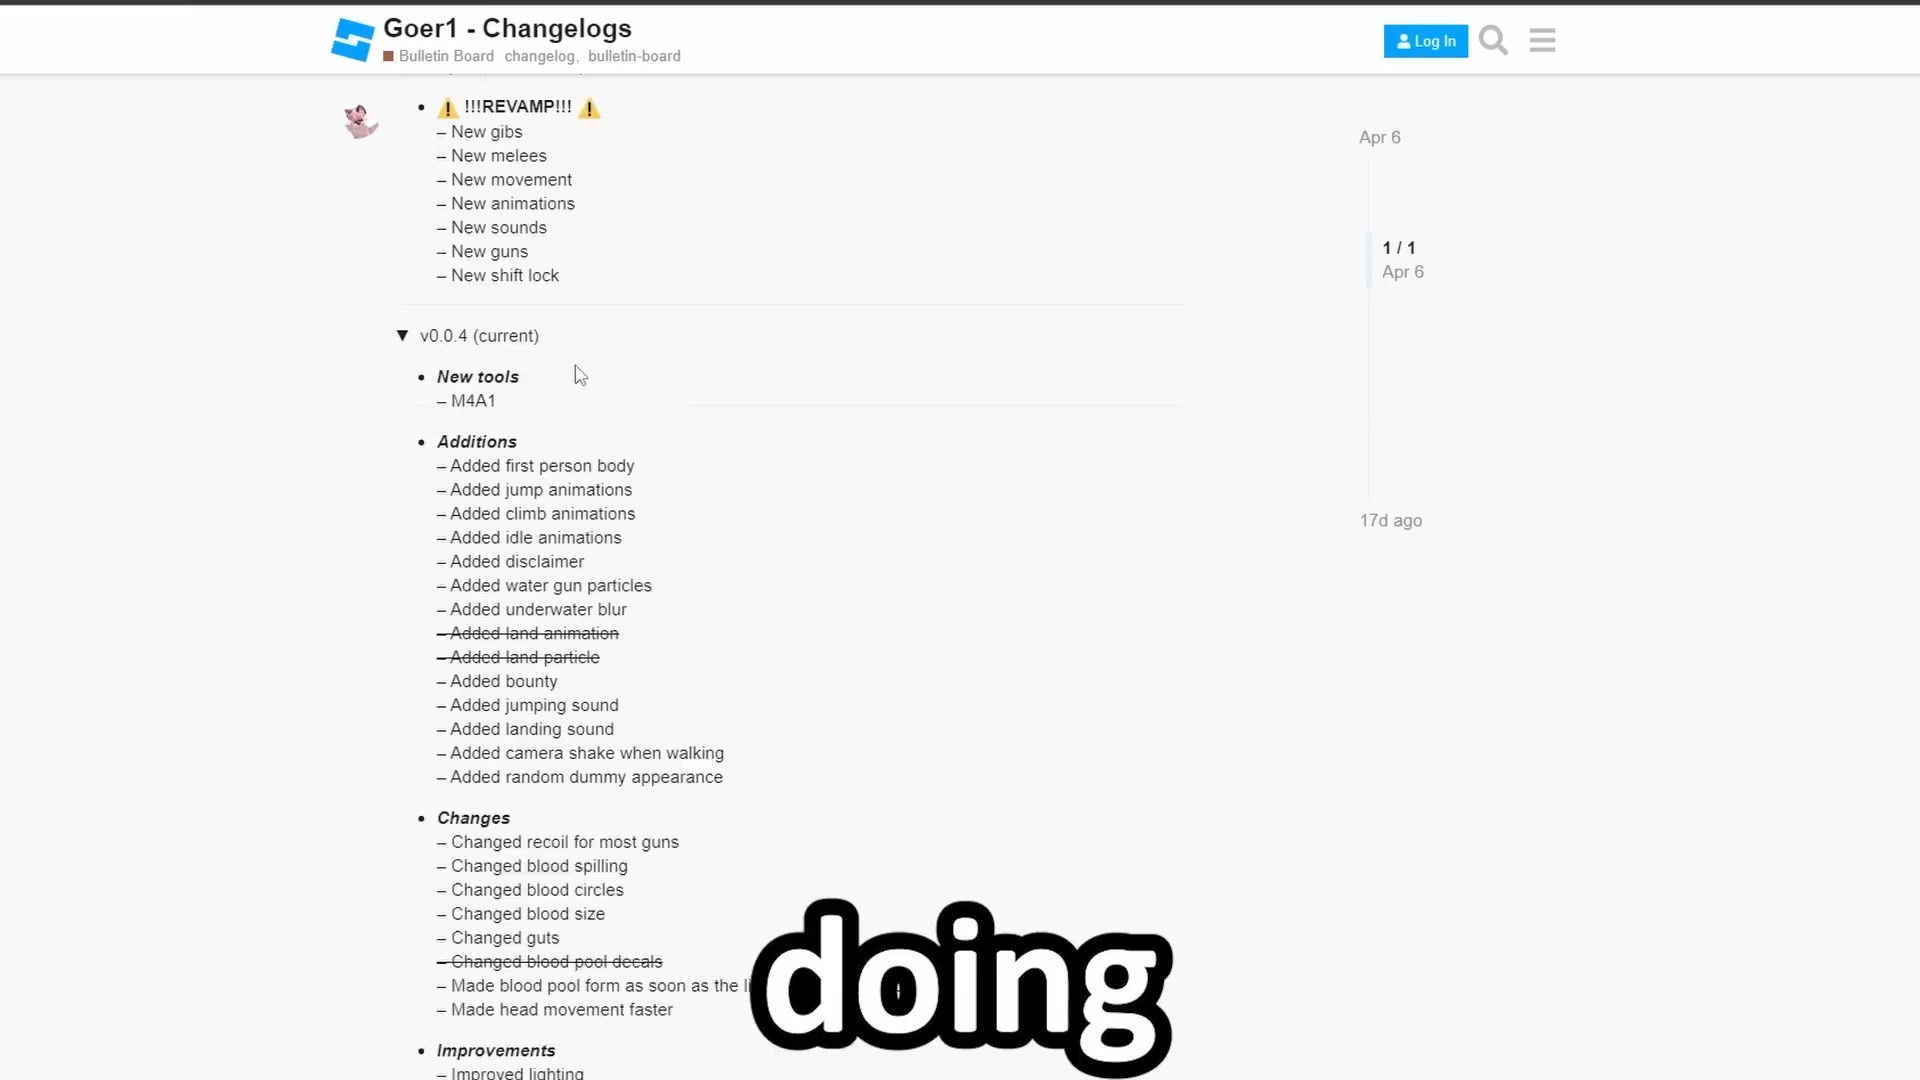 Goer1 - Changelogs
Bulletin Board changelog, bulletin-board
Log In
!!!REVAMP!!!
– New gibs
– New melees
– New movement
– New animations
– New sounds
– New guns
– New shift lock
Apr 6
1 / 1
Apr 6
17d ago
▼ v0.0.4 (current)
• New tools
– M4A1
• Additions
– Added first person body
– Added jump animations
– Added climb animations
– Added idle animations
– Added disclaimer
– Added water gun particles
– Added underwater blur
– Added land animation
– Added land particle
– Added bounty
– Added jumping sound
– Added landing sound
– Added camera shake when walking
– Added random dummy appearance
• Changes
– Changed recoil for most guns
– Changed blood spilling
– Changed blood circles
– Changed blood size
– Changed guts
– Changed blood pool decals
– Made blood pool form as soon as the
– Made head movement faster
• Improvements
– Improved lighting
doing